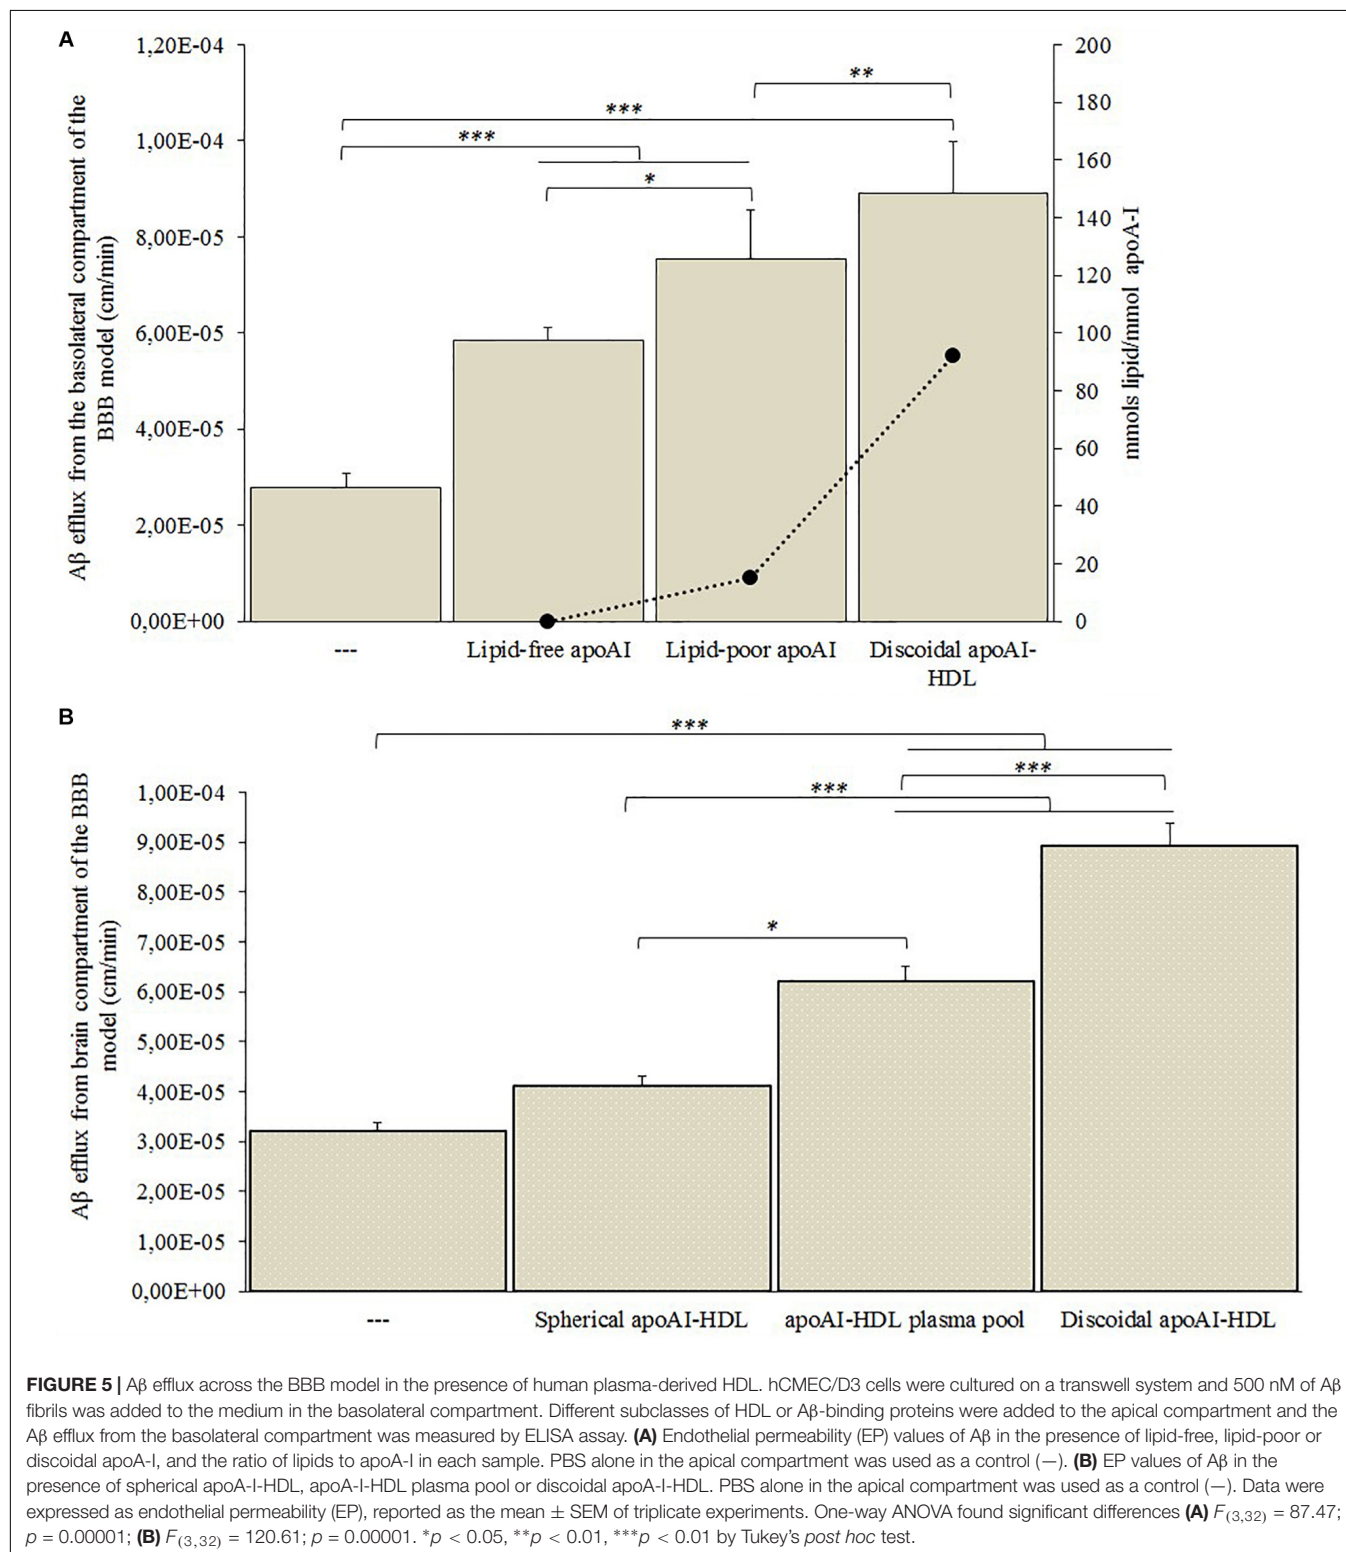 A
1,20E-04
1,00E-04
8,00E-05
6,00E-05
4,00E-05
2,00E-05
0,00E+00
Aβ efflux from the basolateral compartment of the
BBB model (cm/min)
200
180
160
140
120
100
80
60
40
20
0
mmols lipid/mmol apoA-I
**
***
***
*
---
Lipid-free apoAI
Lipid-poor apoAI
Discoidal apoAI-
HDL
B
1,00E-04
9,00E-05
8,00E-05
7,00E-05
6,00E-05
5,00E-05
4,00E-05
3,00E-05
2,00E-05
1,00E-05
0,00E+00
Aβ efflux from brain compartment of the BBB
model (cm/min)
***
***
***
*
---
Spherical apoAI-HDL
apoAI-HDL plasma pool
Discoidal apoAI-HDL
FIGURE 5 | Aβ efflux across the BBB model in the presence of human plasma-derived HDL. hCMEC/D3 cells were cultured on a transwell system and 500 nM of Aβ
fibrils was added to the medium in the basolateral compartment. Different subclasses of HDL or Aβ-binding proteins were added to the apical compartment and the
Aβ efflux from the basolateral compartment was measured by ELISA assay. (A) Endothelial permeability (EP) values of Aβ in the presence of lipid-free, lipid-poor or
discoidal apoA-I, and the ratio of lipids to apoA-I in each sample. PBS alone in the apical compartment was used as a control (—). (B) EP values of Aβ in the
presence of spherical apoA-I-HDL, apoA-I-HDL plasma pool or discoidal apoA-I-HDL. PBS alone in the apical compartment was used as a control (—). Data were
expressed as endothelial permeability (EP), reported as the mean ± SEM of triplicate experiments. One-way ANOVA found significant differences (A) F(3,32) = 87.47;
p = 0.00001; (B) F(3,32) = 120.61; p = 0.00001. *p < 0.05, **p < 0.01, ***p < 0.01 by Tukey's post hoc test.